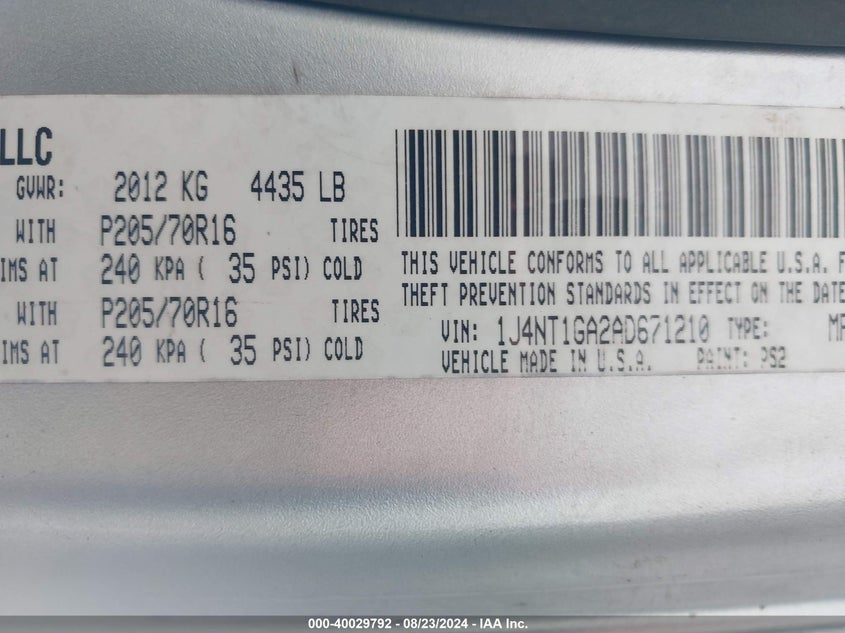 LLC
GVWR: 2012 KG 4435 LB
WITH P205/70R16 TIRES
IMS AT 240 KPA ( 35 PSI) COLD
WITH P205/70R16 TIRES
IMS AT 240 KPA ( 35 PSI) COLD
THIS VEHICLE CONFORMS TO ALL APPLICABLE U.S.A. F
THEFT PREVENTION STANDARDS IN EFFECT ON THE DATE
VIN: 1J4NT1GA2AD671210 TYPE: MP
VEHICLE MADE IN U.S.A. PAINT: PS2
000-40029792 - 08/23/2024 - IAA Inc.